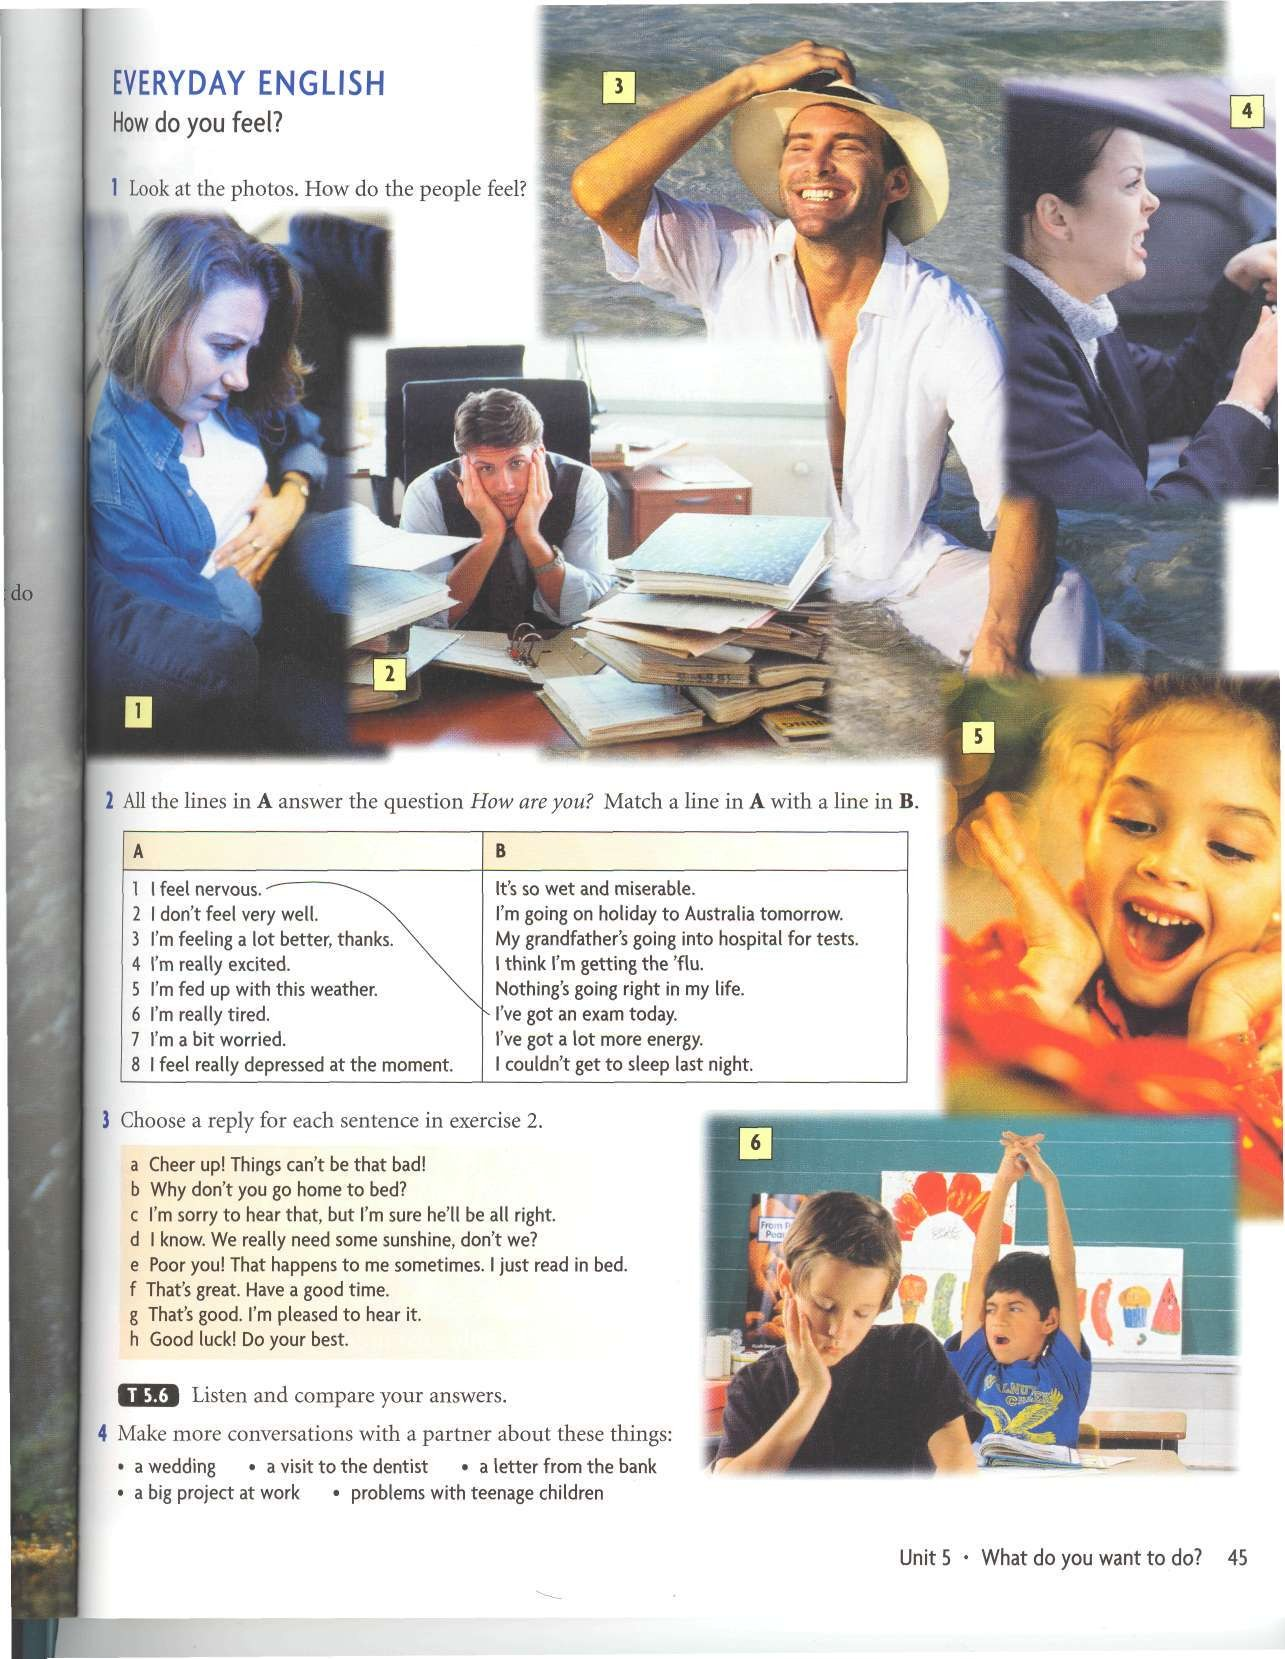 EVERYDAY ENGLISH
How do you feel?
1 Look at the photos. How do the people feel?
3
4
do
2
1
5
2 All the lines in A answer the question How are you? Match a line in A with a line in B.
A
B
1 I feel nervous.
It's so wet and miserable.
2 I don't feel very well.
I'm going on holiday to Australia tomorrow.
3 I'm feeling a lot better, thanks.
My grandfather's going into hospital for tests.
4 I'm really excited.
I think I'm getting the 'flu.
5 I'm fed up with this weather.
Nothing's going right in my life.
6 I'm really tired.
I've got an exam today.
7 I'm a bit worried.
I've got a lot more energy.
8 I feel really depressed at the moment.
I couldn't get to sleep last night.
3 Choose a reply for each sentence in exercise 2.
a Cheer up! Things can't be that bad!
b Why don't you go home to bed?
c I'm sorry to hear that, but I'm sure he'll be all right.
d I know. We really need some sunshine, don't we?
e Poor you! That happens to me sometimes. I just read in bed.
f That's great. Have a good time.
g That's good. I'm pleased to hear it.
h Good luck! Do your best.
6
From
T 5.6 Listen and compare your answers.
4 Make more conversations with a partner about these things:
• a wedding • a visit to the dentist • a letter from the bank
• a big project at work • problems with teenage children
Unit 5 • What do you want to do? 45